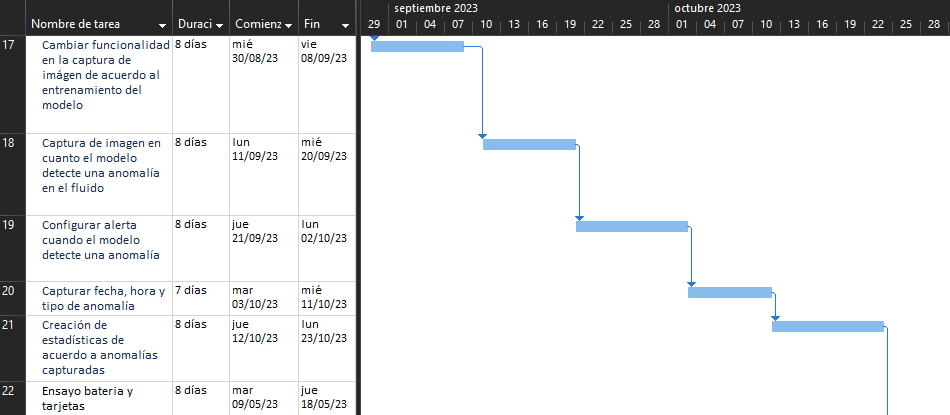 septiembre 2023 octubre 2023
Nombre de tarea Duraci Comienz Fin 29 01 04 07 10 13 16 19 22 25 28 01 04 07 10 13 16 19 22 25 28
17 Cambiar funcionalidad 8 días mié vie
en la captura de 30/08/23 08/09/23
imágen de acuerdo al
entrenamiento del
modelo
18 Captura de imagen en 8 días lun mié
cuanto el modelo 11/09/23 20/09/23
detecte una anomalía
en el fluido
19 Configurar alerta 8 días jue lun
cuando el modelo 21/09/23 02/10/23
detecte una anomalía
20 Capturar fecha, hora y 7 días mar mié
tipo de anomalía 03/10/23 11/10/23
21 Creación de 8 días jue lun
estadísticas de 12/10/23 23/10/23
acuerdo a anomalías
capturadas
22 Ensayo bateria y 8 días mar jue
tarjetas 09/05/23 18/05/23